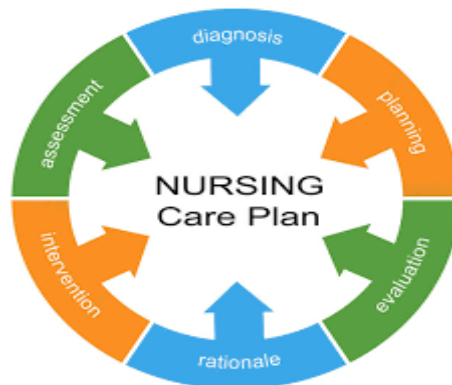 diagnosis
planning
evaluation
rationale
intervention
assessment
NURSING
Care Plan